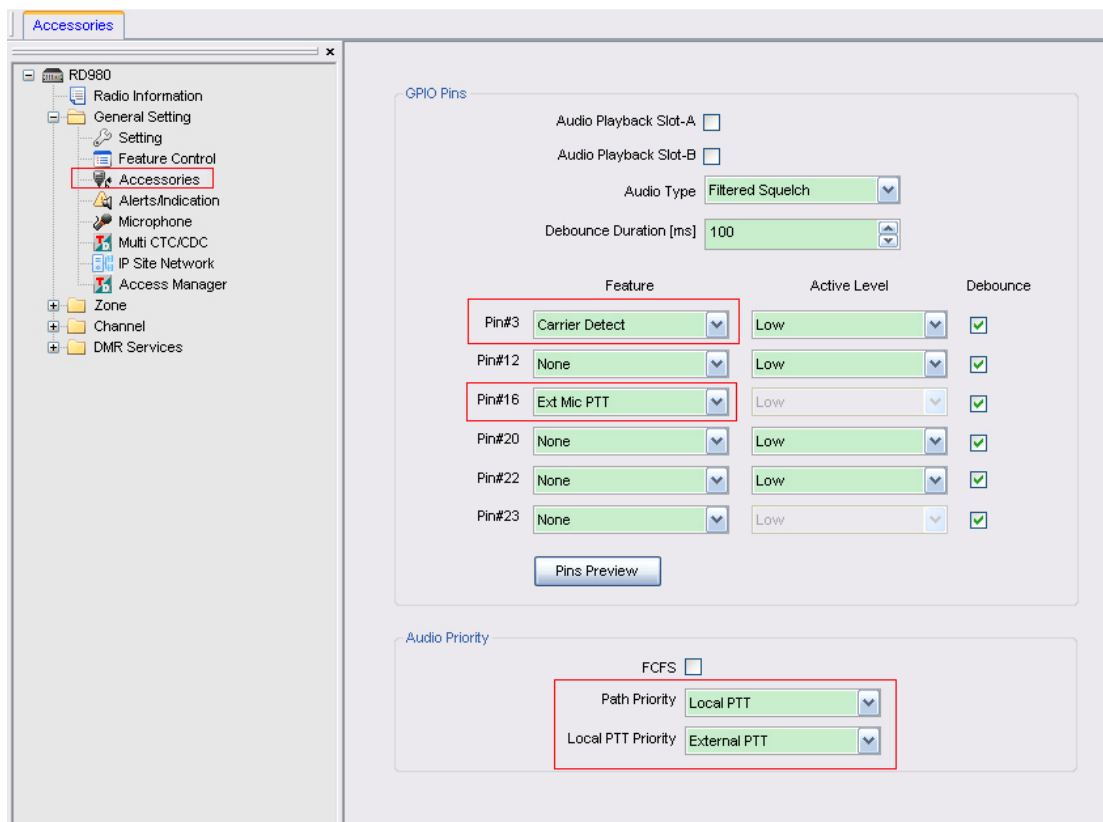 Accessories
x
RD980
Radio Information
General Setting
Setting
Feature Control
Accessories
Alerts/Indication
Microphone
Multi CTC/CDC
IP Site Network
Access Manager
Zone
Channel
DMR Services
GPIO Pins
Audio Playback Slot-A
Audio Playback Slot-B
Audio Type Filtered Squelch
Debounce Duration [ms] 100
Feature Active Level Debounce
Pin#3 Carrier Detect Low
Pin#12 None Low
Pin#16 Ext Mic PTT Low
Pin#20 None Low
Pin#22 None Low
Pin#23 None Low
Pins Preview
Audio Priority
FCFS
Path Priority Local PTT
Local PTT Priority External PTT